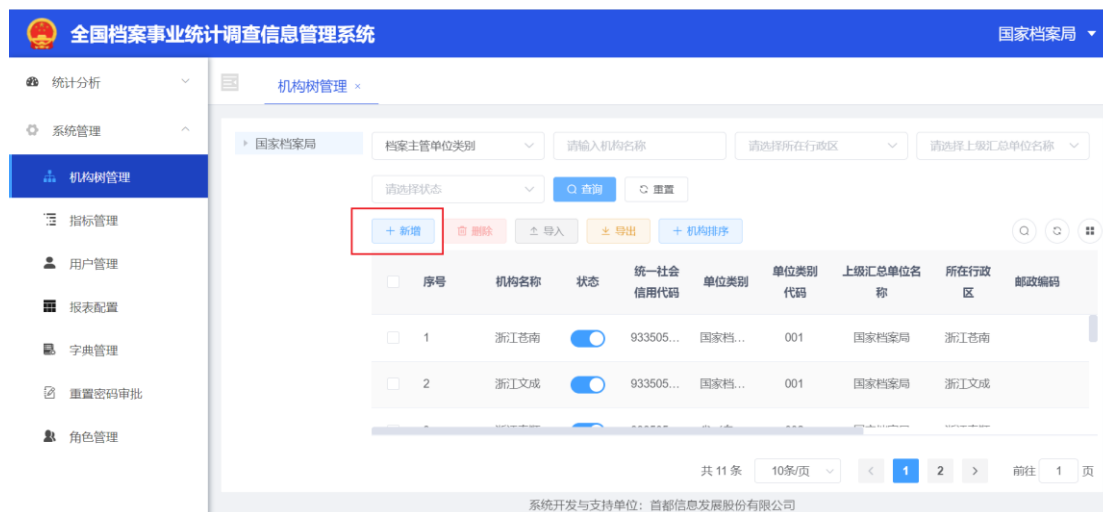 全国档案事业统计调查信息管理系统
国家档案局
统计分析
机构树管理 ×
系统管理
国家档案局
档案主管单位类别
请输入机构名称
请选择所在行政区
请选择上级汇总单位名称
机构树管理
请选择状态
查询
重置
指标管理
+ 新增
删除
导入
导出
+ 机构排序
用户管理
序号
机构名称
状态
统一社会信用代码
单位类别
单位类别代码
上级汇总单位名称
所在行政区
邮政编码
报表配置
1
浙江苍南
933505...
国家档...
001
国家档案局
浙江苍南
字典管理
2
浙江文成
933505...
国家档...
001
国家档案局
浙江文成
重置密码审批
角色管理
共 11 条
10条/页
<
1
2
>
前往
1
页
系统开发与支持单位：首都信息发展股份有限公司